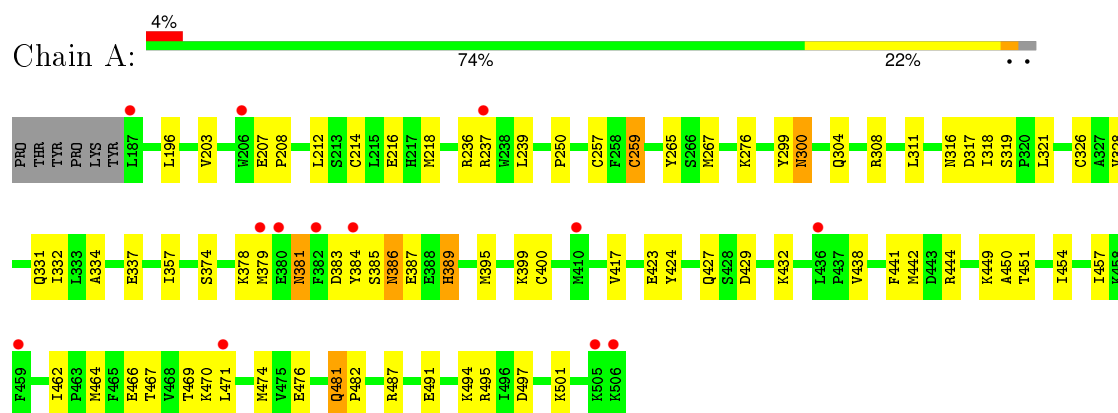 4%
Chain A:
74%
22%
PRO THR TYR PRO LYS TYR L187 L196 V203 W206 E207 P208 L212 S213 C214 L215 E216 H217 M218 R236 R237 W238 L239 P250 C257 F258 C259 Y265 S266 M267 K276 Y299 N300 Q304 R308 L311 N316 D317 I318 S319 P320 L321 C326 A327 V328
Q331 I332 L333 A334 E337 I357 S374 K378 M379 E380 N381 F382 D383 Y384 S385 N386 E387 E388 H389 M395 K399 C400 M410 V417 E423 Y424 Q427 S428 D429 K432 L436 P437 V438 F441 M442 D443 R444 K449 A450 T451 I454 I457 K458
F459 I462 P463 M464 F465 E466 T467 V468 T469 K470 L471 M474 V475 E476 Q481 P482 R487 E491 K494 R495 I496 D497 K501 K505 K506